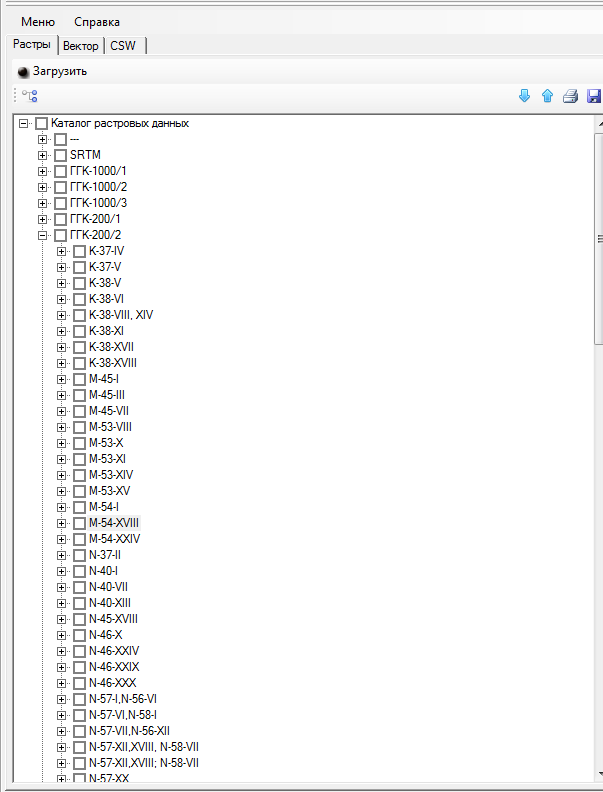 Меню Справка
Растры Вектор CSW
Загрузить
Каталог растровых данных
---
SRTM
ГГК-1000/1
ГГК-1000/2
ГГК-1000/3
ГГК-200/1
ГГК-200/2
K-37-IV
K-37-V
K-38-V
K-38-VI
K-38-VIII, XIV
K-38-XI
K-38-XVII
K-38-XVIII
M-45-I
M-45-III
M-45-VII
M-53-VIII
M-53-X
M-53-XI
M-53-XIV
M-53-XV
M-54-I
M-54-XVIII
M-54-XXIV
N-37-II
N-40-I
N-40-VII
N-40-XIII
N-45-XVIII
N-46-X
N-46-XXIV
N-46-XXIX
N-46-XXX
N-57-I,N-56-VI
N-57-VI,N-58-I
N-57-VII,N-56-XII
N-57-XII,XVIII, N-58-VII
N-57-XII,XVIII; N-58-VII
N-57-XX